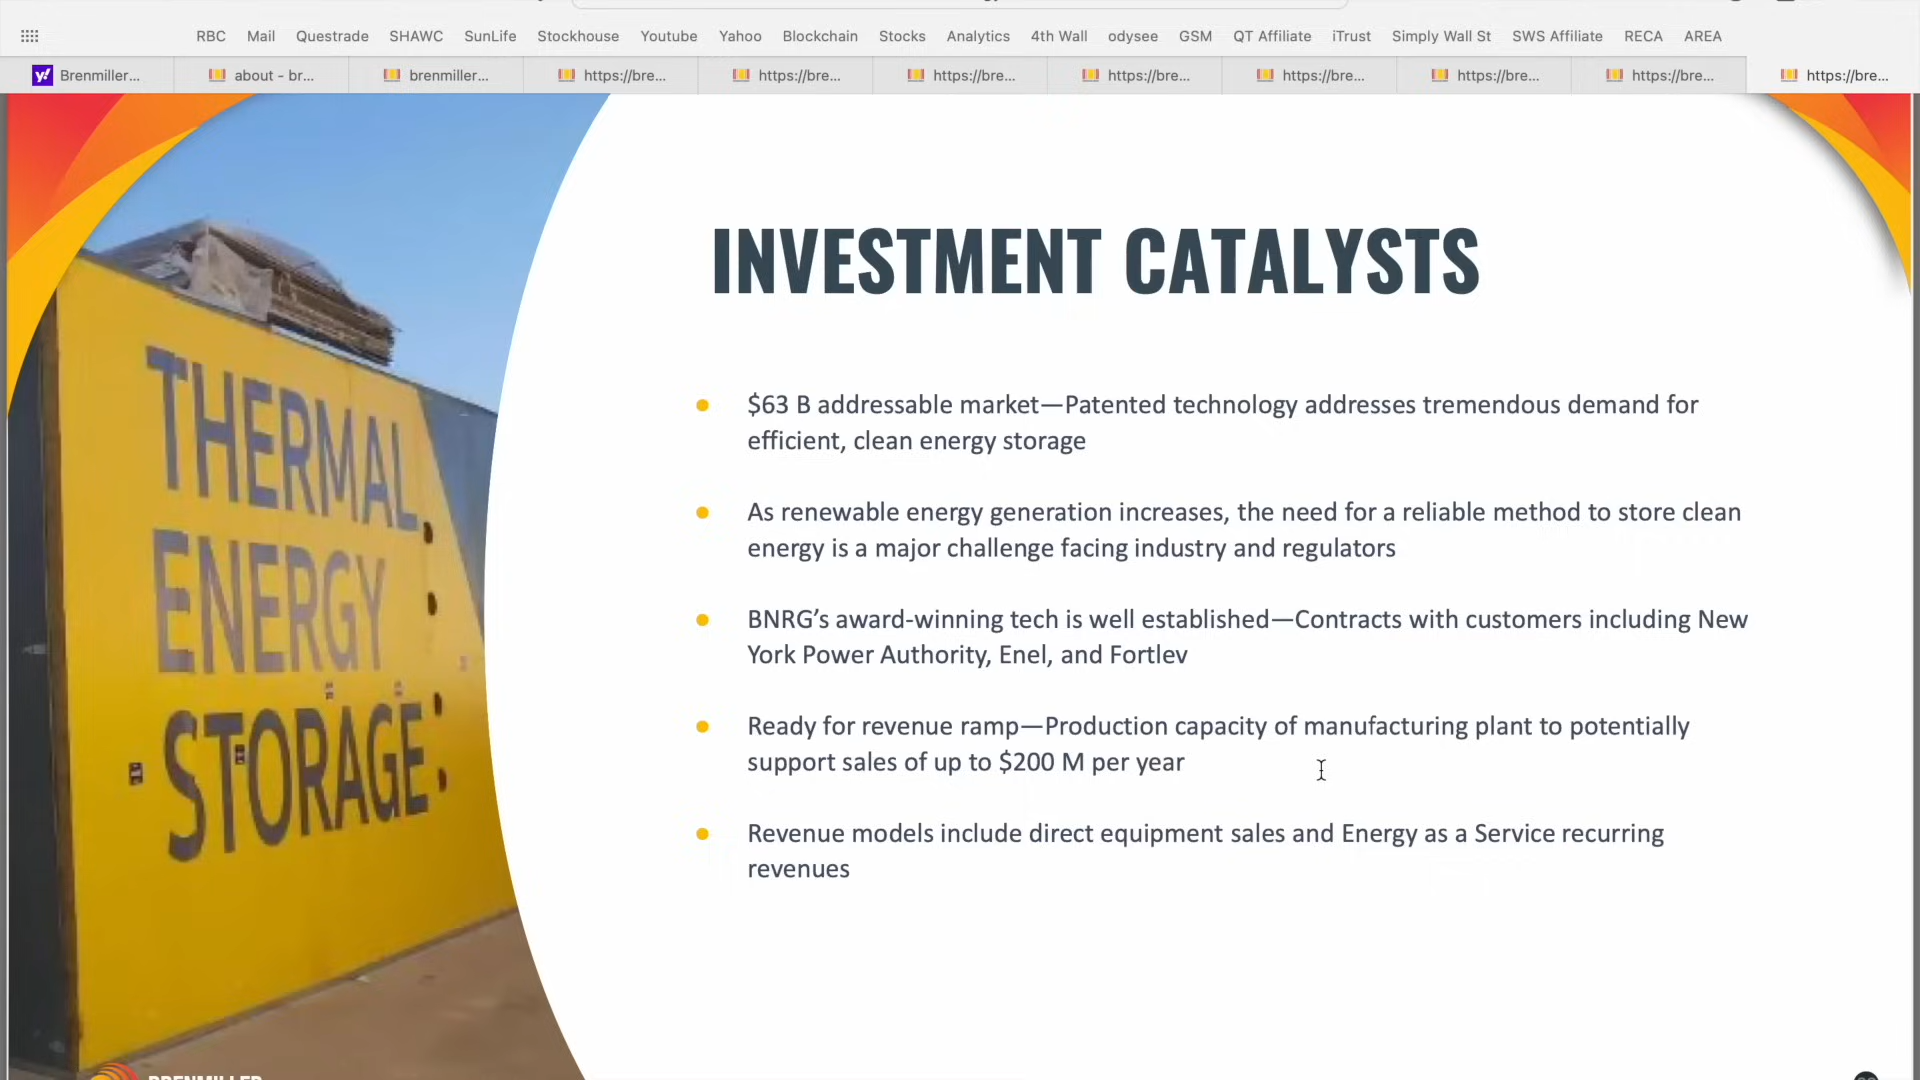 RBC Mail Questrade SHAWC SunLife Stockhouse Youtube Yahoo Blockchain Stocks Analytics 4th Wall odysee GSM QT Affiliate iTrust Simply Wall St SWS Affiliate RECA AREA
y! Brenmiller... about - br... brenmiller... https://bre... https://bre... https://bre... https://bre... https://bre... https://bre... https://bre... https://bre...
INVESTMENT CATALYSTS
$63 B addressable market—Patented technology addresses tremendous demand for
efficient, clean energy storage
As renewable energy generation increases, the need for a reliable method to store clean
energy is a major challenge facing industry and regulators
BNRG’s award-winning tech is well established—Contracts with customers including New
York Power Authority, Enel, and Fortlev
Ready for revenue ramp—Production capacity of manufacturing plant to potentially
support sales of up to $200 M per year
Revenue models include direct equipment sales and Energy as a Service recurring
revenues
THERMAL
ENERGY
STORAGE
BRENMILLER